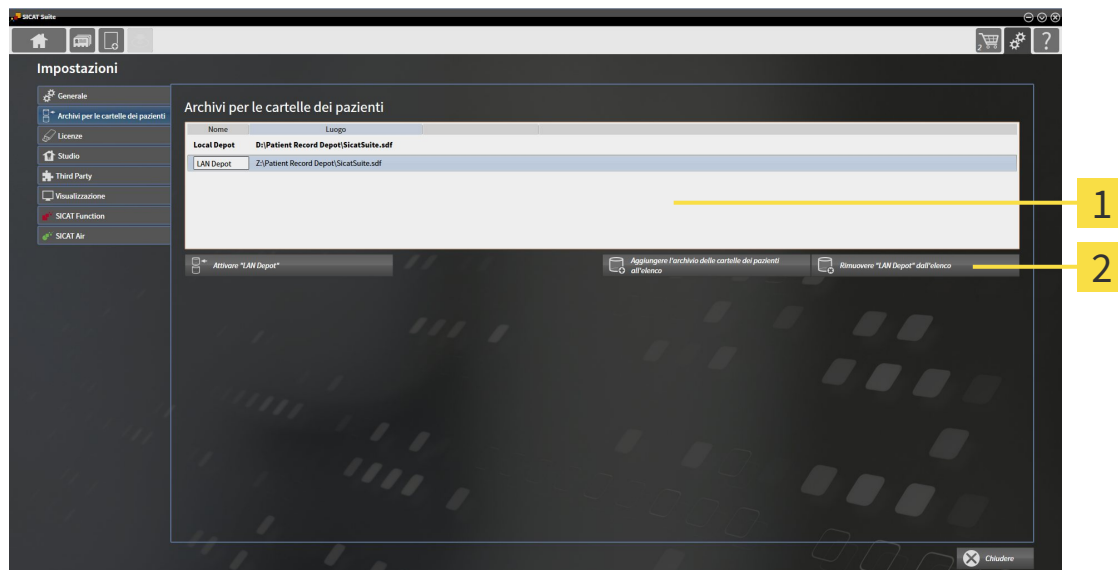 SICAT Suite
Impostazioni
Generale
Archivi per le cartelle dei pazienti
Licenze
Studio
Third Party
Visualizzazione
SICAT Function
SICAT Air
Archivi per le cartelle dei pazienti
Nome Luogo
Local Depot D:\Patient Record Depot\SicatSuite.sdf
LAN Depot Z:\Patient Record Depot\SicatSuite.sdf
Attivare "LAN Depot"
Aggiungere l'archivio delle cartelle dei pazienti
all'elenco
Rimuovere "LAN Depot" dall'elenco
Chiudere
1
2